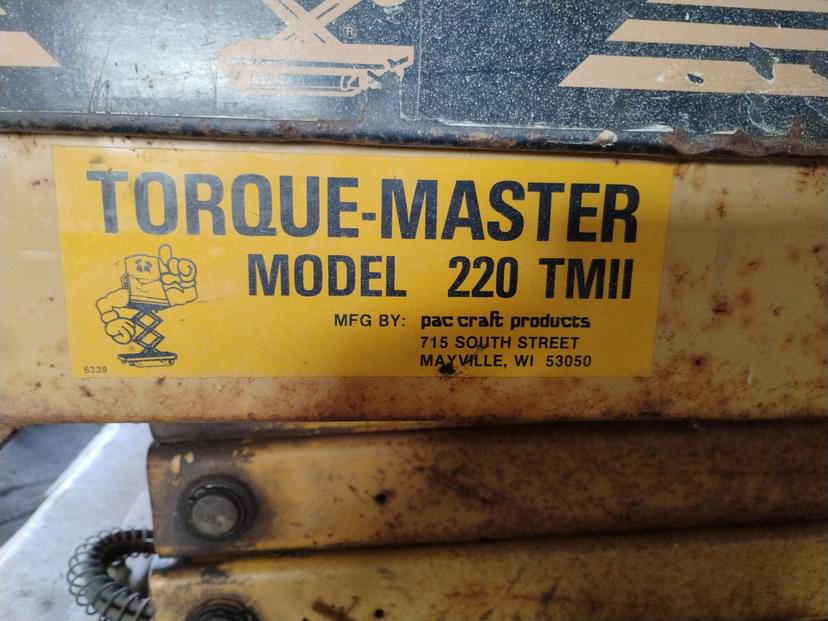 ®
TORQUE-MASTER
MODEL 220 TMII
MFG BY: pac craft products
715 SOUTH STREET
MAYVILLE, WI 53050
6339